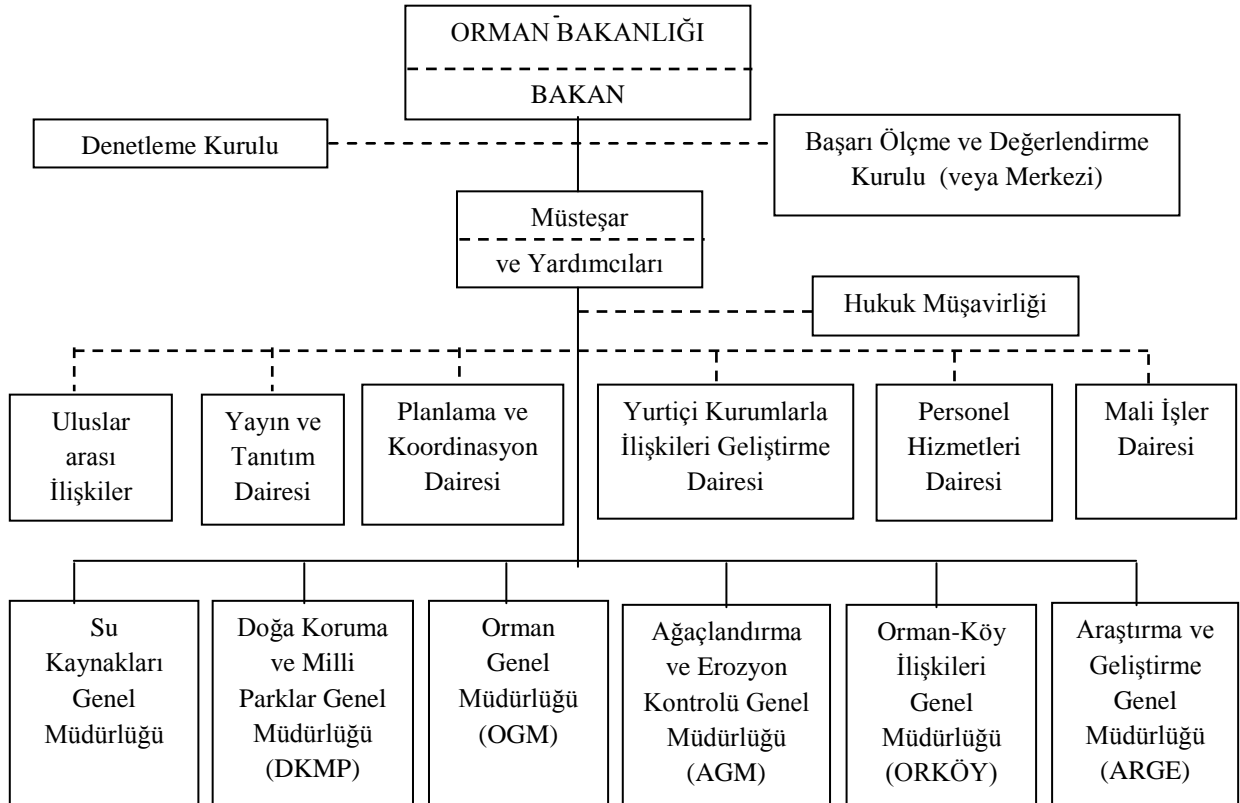 ORMAN BAKANLIĞI
BAKAN
Denetleme Kurulu
Başarı Ölçme ve Değerlendirme
Kurulu (veya Merkezi)
Müsteşar
ve Yardımcıları
Hukuk Müşavirliği
Uluslar
arası
İlişkiler
Yayın ve
Tanıtım
Dairesi
Planlama ve
Koordinasyon
Dairesi
Yurtiçi Kurumlarla
İlişkileri Geliştirme
Dairesi
Personel
Hizmetleri
Dairesi
Mali İşler
Dairesi
Su
Kaynakları
Genel
Müdürlüğü
Doğa Koruma
ve Milli
Parklar Genel
Müdürlüğü
(DKMP)
Orman
Genel
Müdürlüğü
(OGM)
Ağaçlandırma
ve Erozyon
Kontrolü Genel
Müdürlüğü
(AGM)
Orman-Köy
İlişkileri
Genel
Müdürlüğü
(ORKÖY)
Araştırma ve
Geliştirme
Genel
Müdürlüğü
(ARGE)